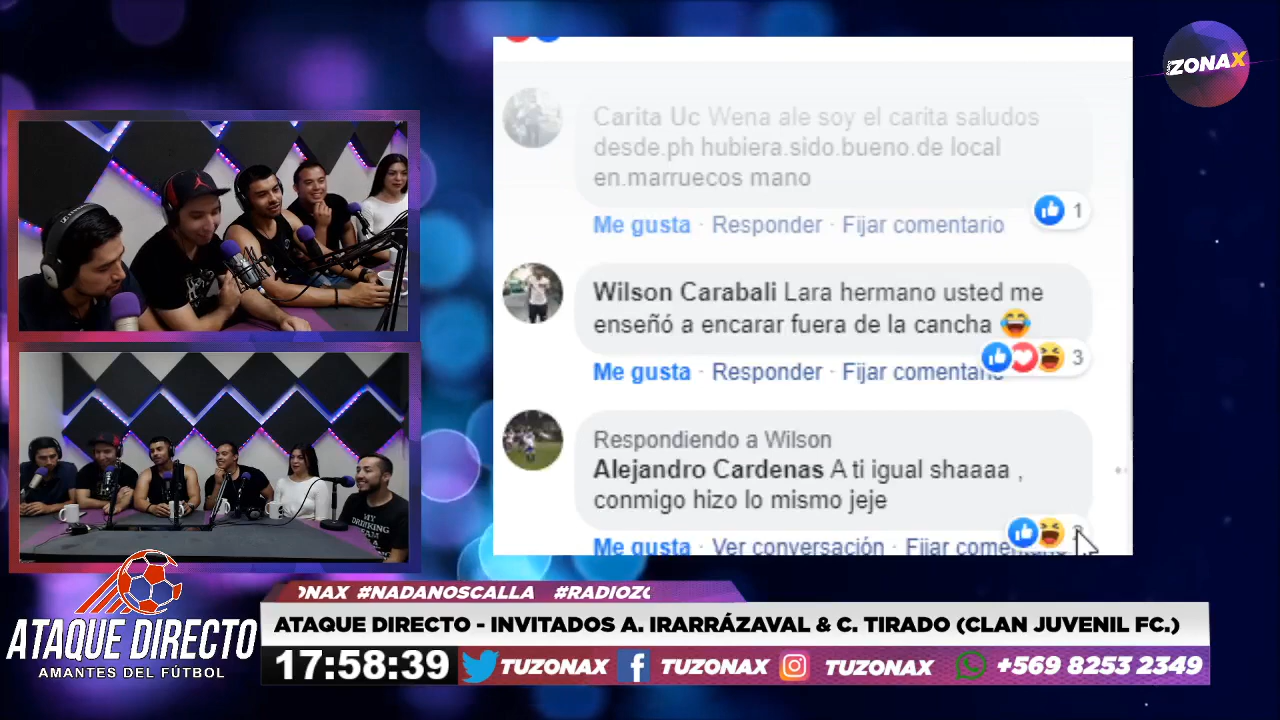 ZONAX
Carita Uc Wena ale soy el carita saludos
desde.ph hubiera.sido.bueno.de local
en.marruecos mano
1
Me gusta · Responder · Fijar comentario
Wilson Carabali Lara hermano usted me
enseñó a encarar fuera de la cancha 😂
3
Me gusta · Responder · Fijar comentario
Respondiendo a Wilson
Alejandro Cardenas A ti igual shaaaa ,
conmigo hizo lo mismo jeje
Me gusta · Ver conversación · Fijar comentario
MY
DRINKING
ATAQUE DIRECTO
AMANTES DEL FÚTBOL
ONAX #NADANOSCALLA #RADIOZO
ATAQUE DIRECTO - INVITADOS A. IRARRÁZAVAL & C. TIRADO (CLAN JUVENIL FC.)
17:58:39 TUZONAX TUZONAX TUZONAX +569 8253 2349